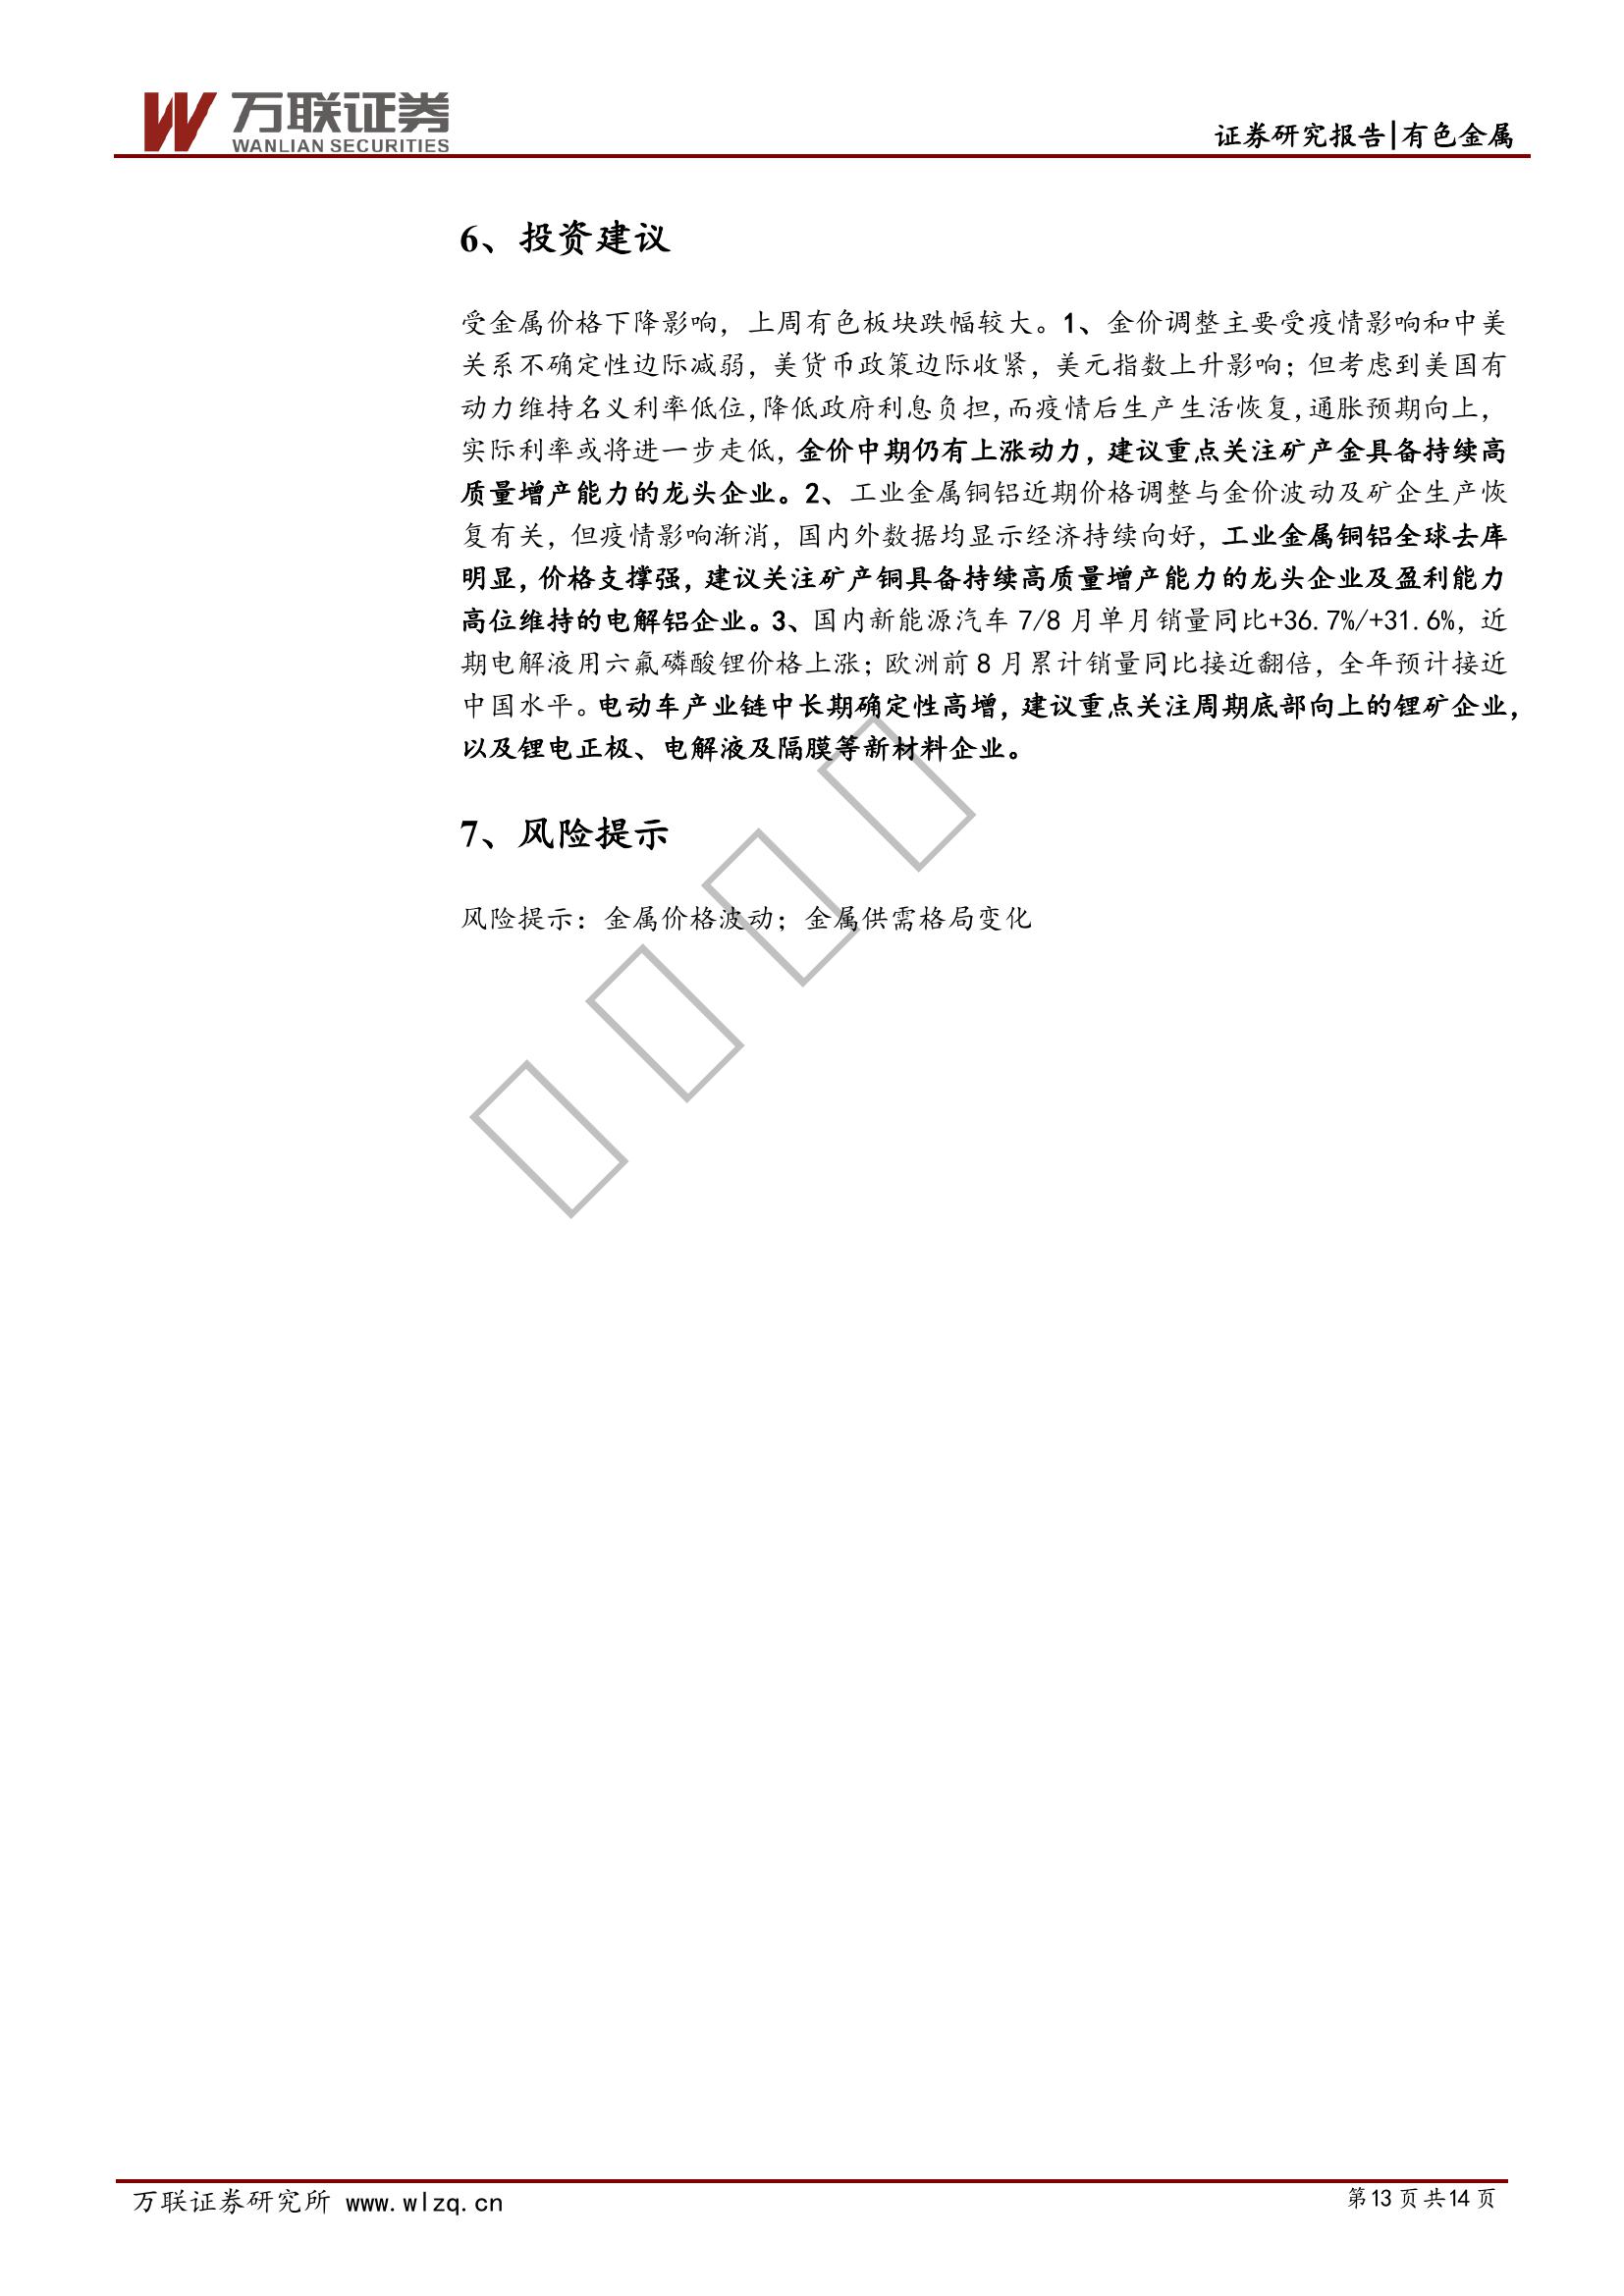 万联证券
WANLIAN SECURITIES
证券研究报告|有色金属
6、投资建议
受金属价格下降影响，上周有色板块跌幅较大。1、金价调整主要受疫情影响和中美
关系不确定性边际减弱，美货币政策边际收紧，美元指数上升影响；但考虑到美国有
动力维持名义利率低位，降低政府利息负担，而疫情后生产生活恢复，通胀预期向上，
实际利率或将进一步走低，金价中期仍有上涨动力，建议重点关注矿产金具备持续高
质量增产能力的龙头企业。2、工业金属铜铝近期价格调整与金价波动及矿企生产恢
复有关，但疫情影响渐消，国内外数据均显示经济持续向好，工业金属铜铝全球去库
明显，价格支撑强，建议关注矿产铜具备持续高质量增产能力的龙头企业及盈利能力
高位维持的电解铝企业。3、国内新能源汽车 7/8 月单月销量同比+36.7%/+31.6%，近
期电解液用六氟磷酸锂价格上涨；欧洲前 8 月累计销量同比接近翻倍，全年预计接近
中国水平。电动车产业链中长期确定性高增，建议重点关注周期底部向上的锂矿企业，
以及锂电正极、电解液及隔膜等新材料企业。
7、风险提示
风险提示：金属价格波动；金属供需格局变化
万联证券研究所 www.wlzq.cn
第13 页 共14 页